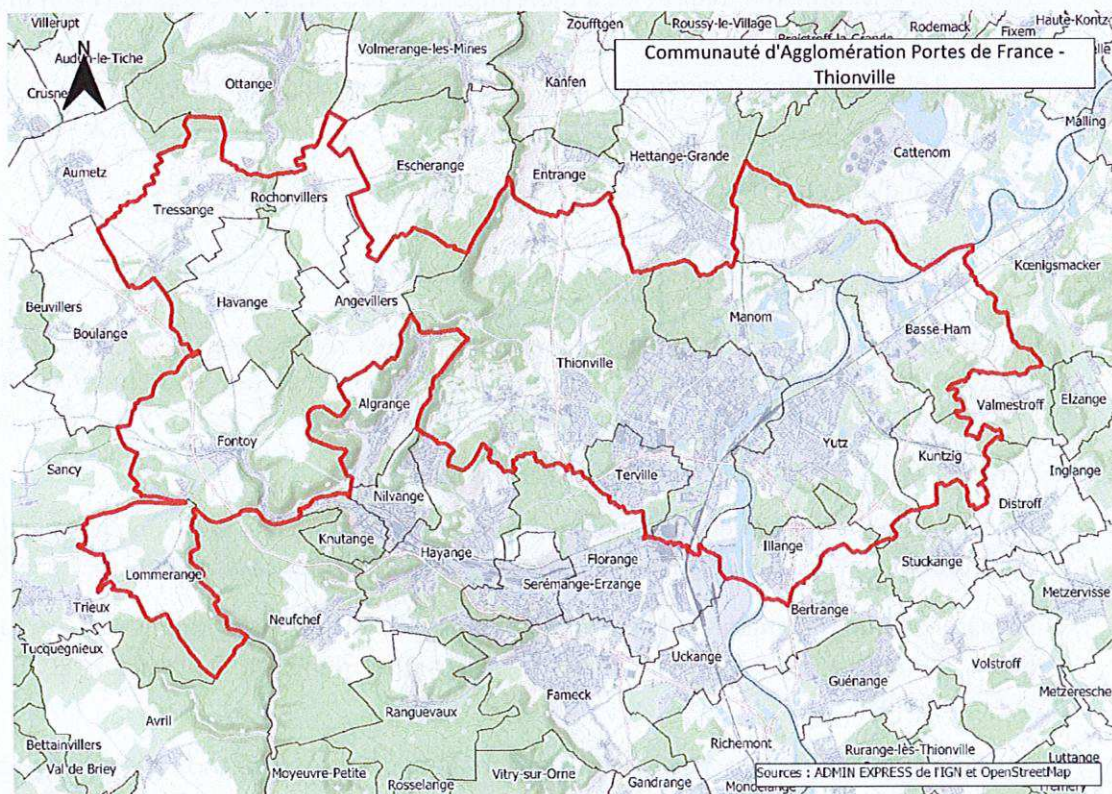 Villerupt
Volmerange-les-Mines
Zoufftgen
Roussy-le-Village
Rodemack
Fixem
Haute-Kontz
Communauté d'Agglomération Portes de France -
Thionville
N
Audun-le-Tiche
Ottange
Kanfen
Crusne
Malling
Aumetz
Escherange
Entrange
Hettange-Grande
Cattenom
Rochonvillers
Tressange
Kœnigsmacker
Beuvillers
Havange
Angevillers
Boulange
Manom
Basse-Ham
Thionville
Algrange
Valmestroff
Elzange
Fontoy
Yutz
Kuntzig
Sancy
Terville
Inglange
Nilvange
Distroff
Knutange
Hayange
Florange
Illange
Stuckange
Lommerange
Serémange-Erzange
Metzervisse
Trieux
Neufchef
Bertrange
Tucquegnieux
Uckange
Volstroff
Guénange
Fameck
Metzeresche
Avril
Ranguevaux
Bettainvillers
Richemont
Rurange-lès-Thionville
Val de Briey
Luttange
Moyeuvre-Petite
Vitry-sur-Orne
Rosselange
Gandrange
Mondelange
Sources : ADMIN EXPRESS de l'IGN et OpenStreetMap